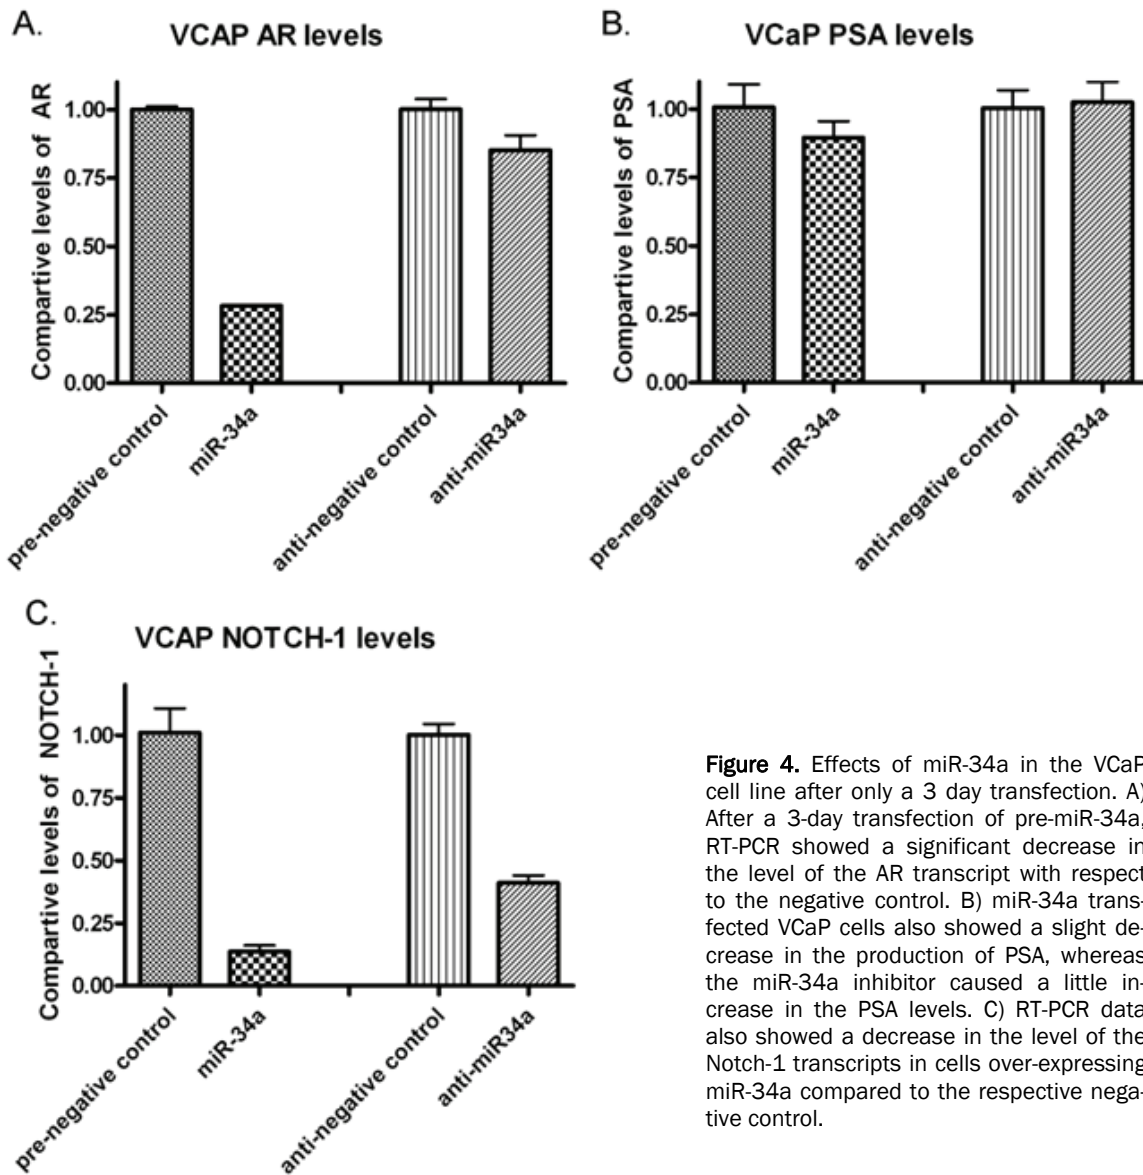 A.
VCAP AR levels
Compartive levels of AR
1.00
0.75
0.50
0.25
0.00
pre-negative control
miR-34a
anti-negative control
anti-miR34a
B.
VCaP PSA levels
Compartive levels of PSA
1.00
0.75
0.50
0.25
0.00
pre-negative control
miR-34a
anti-negative control
anti-miR34a
C.
VCAP NOTCH-1 levels
Compartive levels of NOTCH-1
1.00
0.75
0.50
0.25
0.00
pre-negative control
miR-34a
anti-negative control
anti-miR34a
Figure 4. Effects of miR-34a in the VCaP
cell line after only a 3 day transfection. A)
After a 3-day transfection of pre-miR-34a,
RT-PCR showed a significant decrease in
the level of the AR transcript with respect
to the negative control. B) miR-34a trans-
fected VCaP cells also showed a slight de-
crease in the production of PSA, whereas
the miR-34a inhibitor caused a little in-
crease in the PSA levels. C) RT-PCR data
also showed a decrease in the level of the
Notch-1 transcripts in cells over-expressing
miR-34a compared to the respective nega-
tive control.